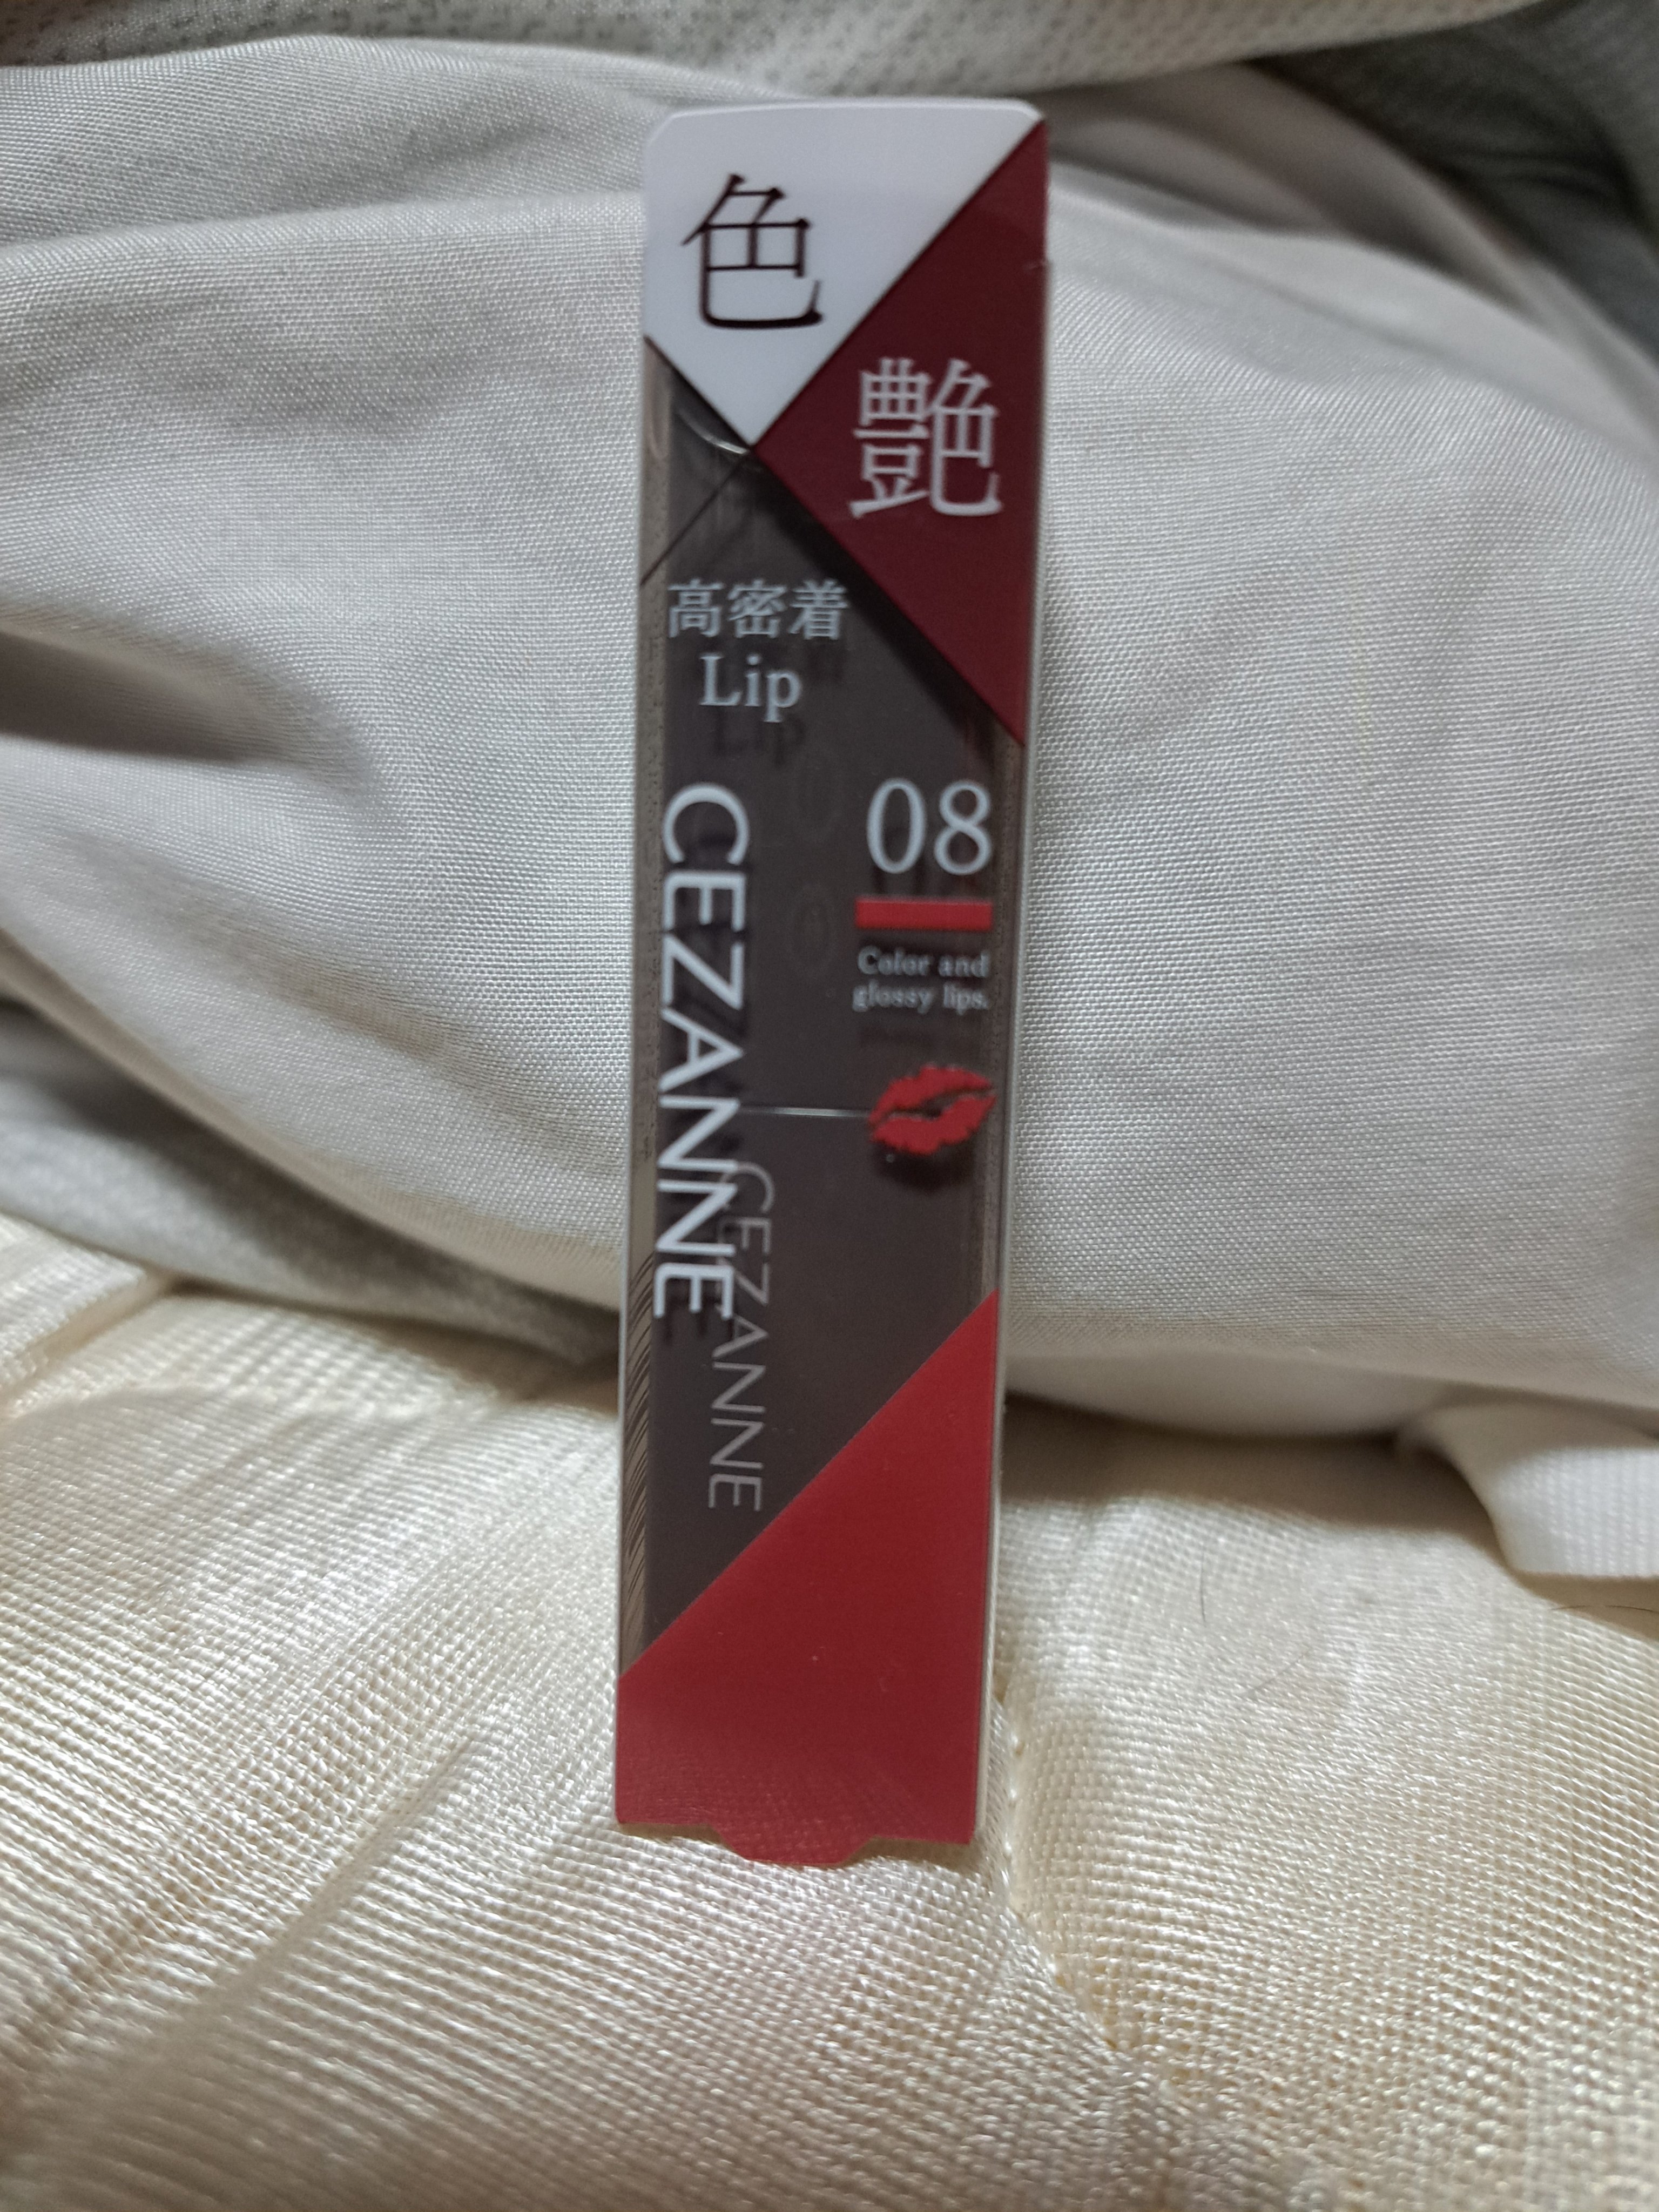 色
艶
高密着
Lip
08
Color and
glossy lips.
CEZANNE
CEZANNE